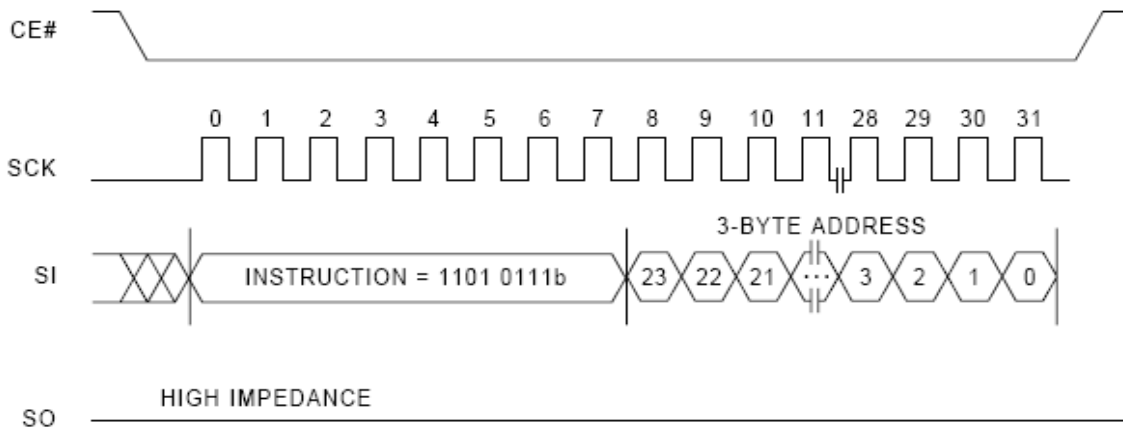 CE#
0 1 2 3 4 5 6 7 8 9 10 11 28 29 30 31
SCK
3-BYTE ADDRESS
SI INSTRUCTION = 1101 0111b 23 22 21 ... 3 2 1 0
HIGH IMPEDANCE
SO